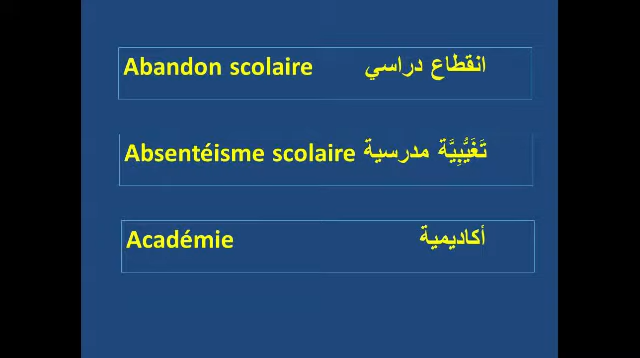 Abandon scolaire انقطاع دراسي
Absentéisme scolaire تَغَيُّبِيَّة مدرسية
Académie أكاديمية